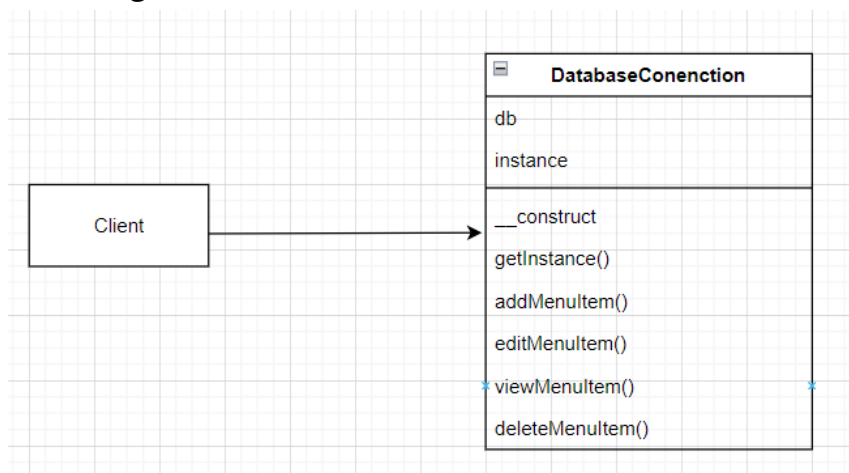 DatabaseConenction
db
instance
Client
__construct
getInstance()
addMenuItem()
editMenuItem()
viewMenuItem()
deleteMenuItem()